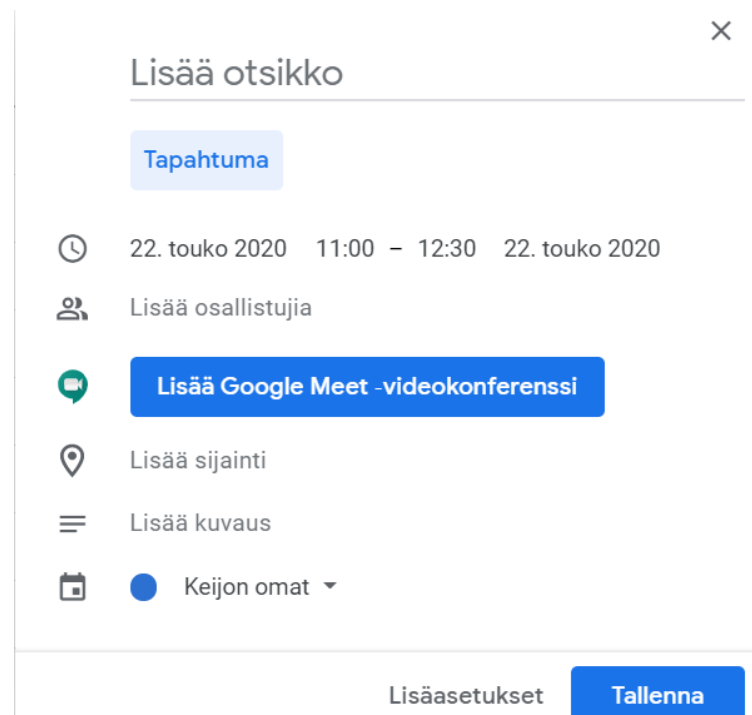 Lisää otsikko
Tapahtuma
22. touko 2020 11:00 – 12:30 22. touko 2020
Lisää osallistujia
Lisää Google Meet -videokonferenssi
Lisää sijainti
Lisää kuvaus
Keijon omat
Lisäasetukset Tallenna